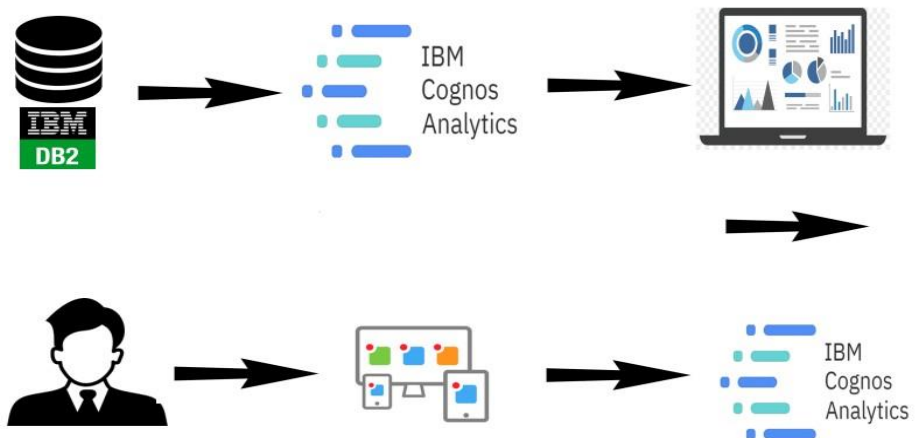 IBM
DB2
IBM
Cognos
Analytics
IBM
Cognos
Analytics